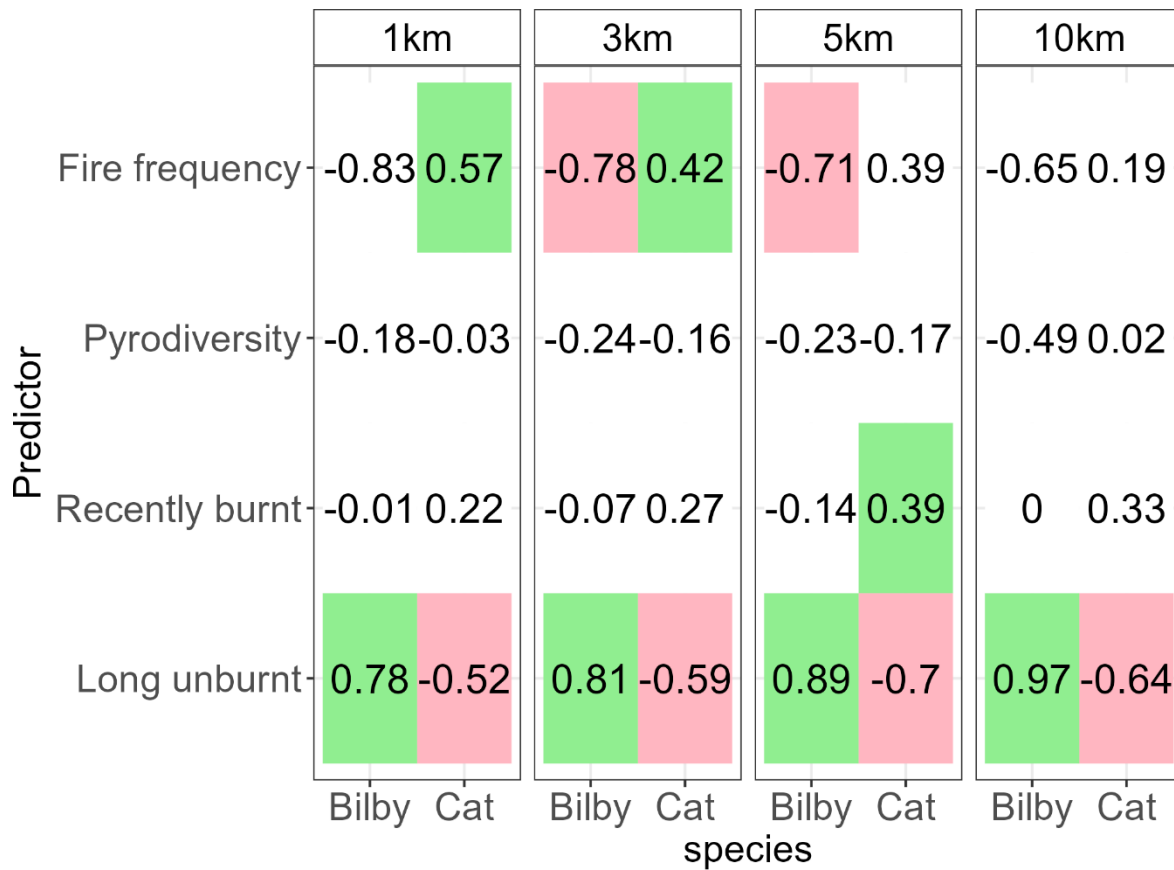 1km 3km 5km 10km
Fire frequency -0.83 0.57 -0.78 0.42 -0.71 0.39 -0.65 0.19
Pyrodiversity -0.18 -0.03 -0.24 -0.16 -0.23 -0.17 -0.49 0.02
Recently burnt -0.01 0.22 -0.07 0.27 -0.14 0.39 0 0.33
Long unburnt 0.78 -0.52 0.81 -0.59 0.89 -0.7 0.97 -0.64
Predictor
Bilby Cat Bilby Cat Bilby Cat Bilby Cat
species